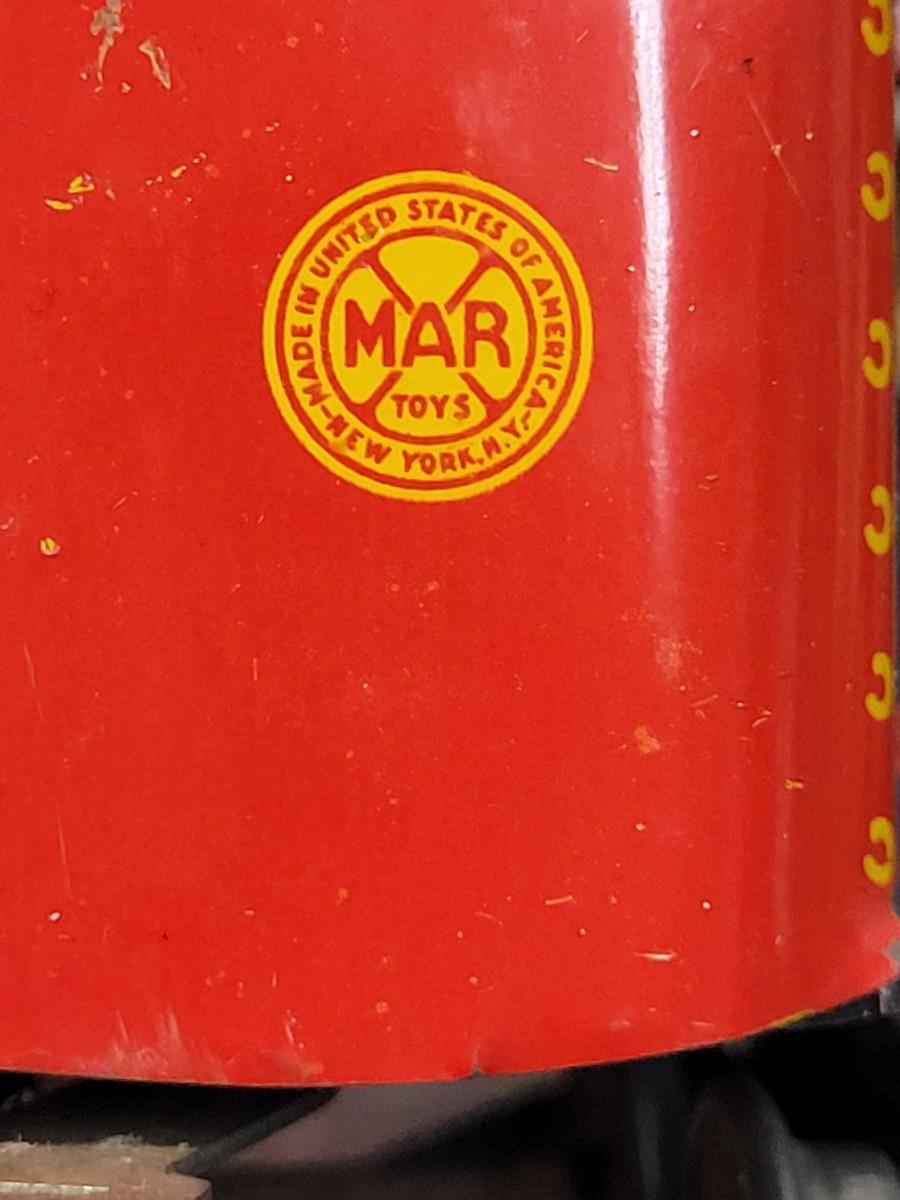 MADE IN UNITED STATES OF AMERICA
MAR
TOYS
NEW YORK, N.Y.